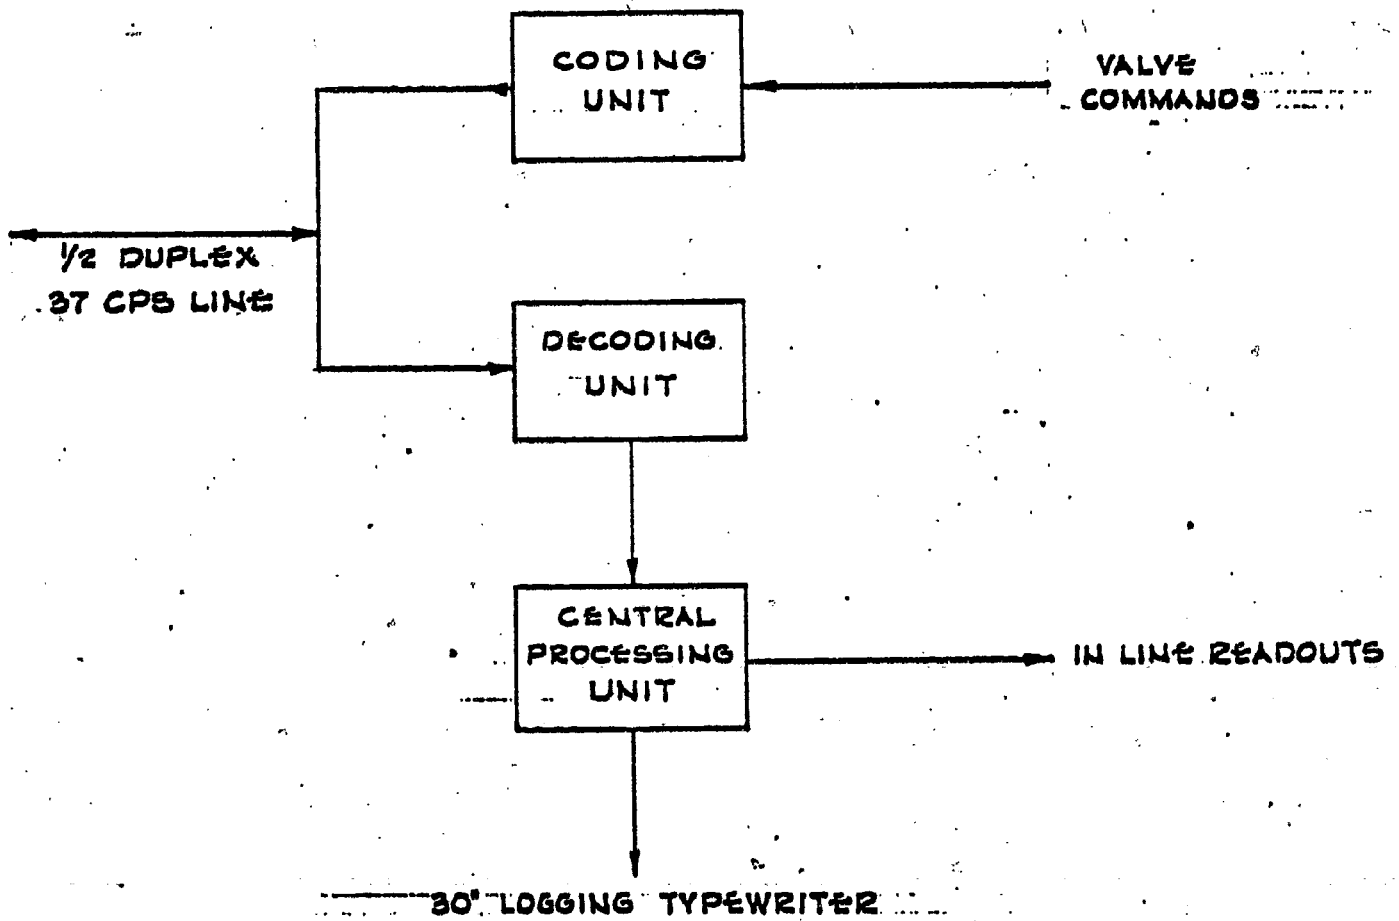 CODING
UNIT
VALVE
COMMANDS
1/2 DUPLEX
37 CPS LINE
DECODING
UNIT
CENTRAL
PROCESSING
UNIT
IN LINE READOUTS
30" LOGGING TYPEWRITER